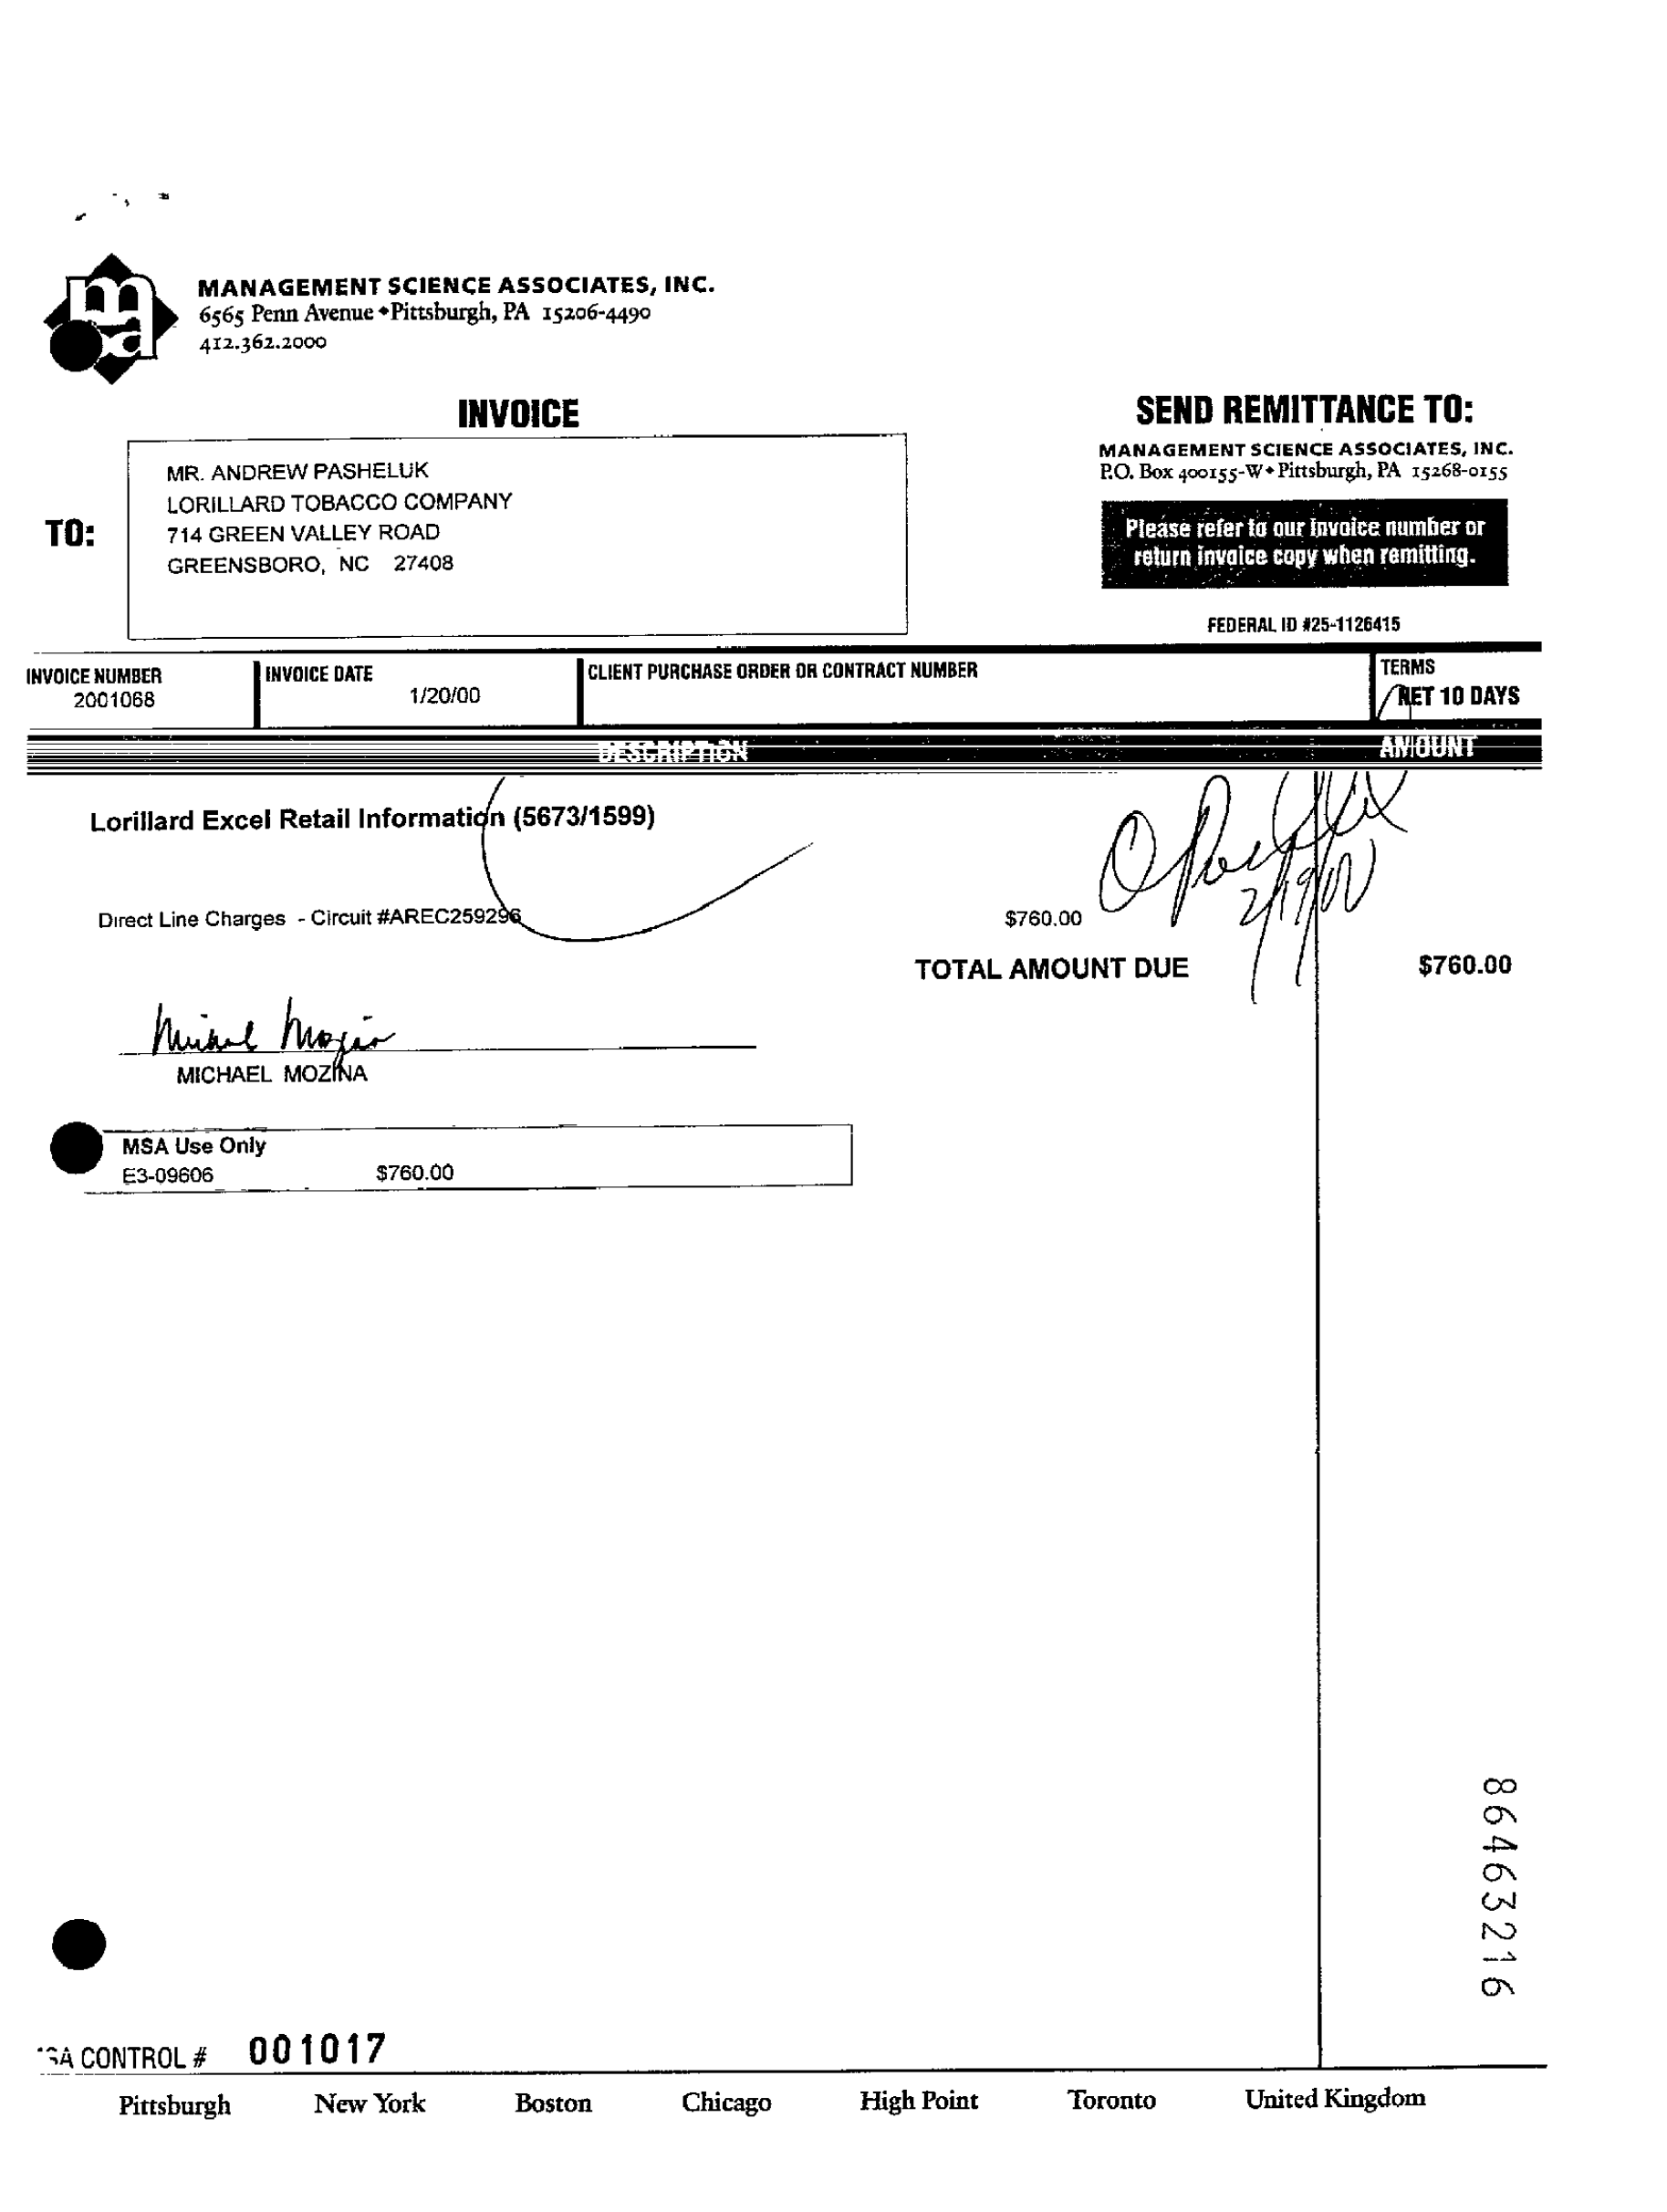 msa
MANAGEMENT SCIENCE ASSOCIATES, INC.
6565 Penn Avenue ♦ Pittsburgh, PA 15206-4490
412.362.2000
INVOICE
SEND REMITTANCE TO:
MANAGEMENT SCIENCE ASSOCIATES, INC.
P.O. Box 400155-W ♦ Pittsburgh, PA 15268-0155
TO:
MR. ANDREW PASHELUK
LORILLARD TOBACCO COMPANY
714 GREEN VALLEY ROAD
GREENSBORO, NC 27408
Please refer to our invoice number or
return invoice copy when remitting.
FEDERAL ID #25-1126415
INVOICE NUMBER
2001068
INVOICE DATE
1/20/00
CLIENT PURCHASE ORDER OR CONTRACT NUMBER
TERMS
NET 10 DAYS
DESCRIPTION AMOUNT
Lorillard Excel Retail Information (5673/1599)
Direct Line Charges - Circuit #AREC259296 $760.00
TOTAL AMOUNT DUE $760.00
Michael Mozina
MICHAEL MOZINA
MSA Use Only
E3-09606 $760.00
86463216
CONTROL # 001017
Pittsburgh New York Boston Chicago High Point Toronto United Kingdom